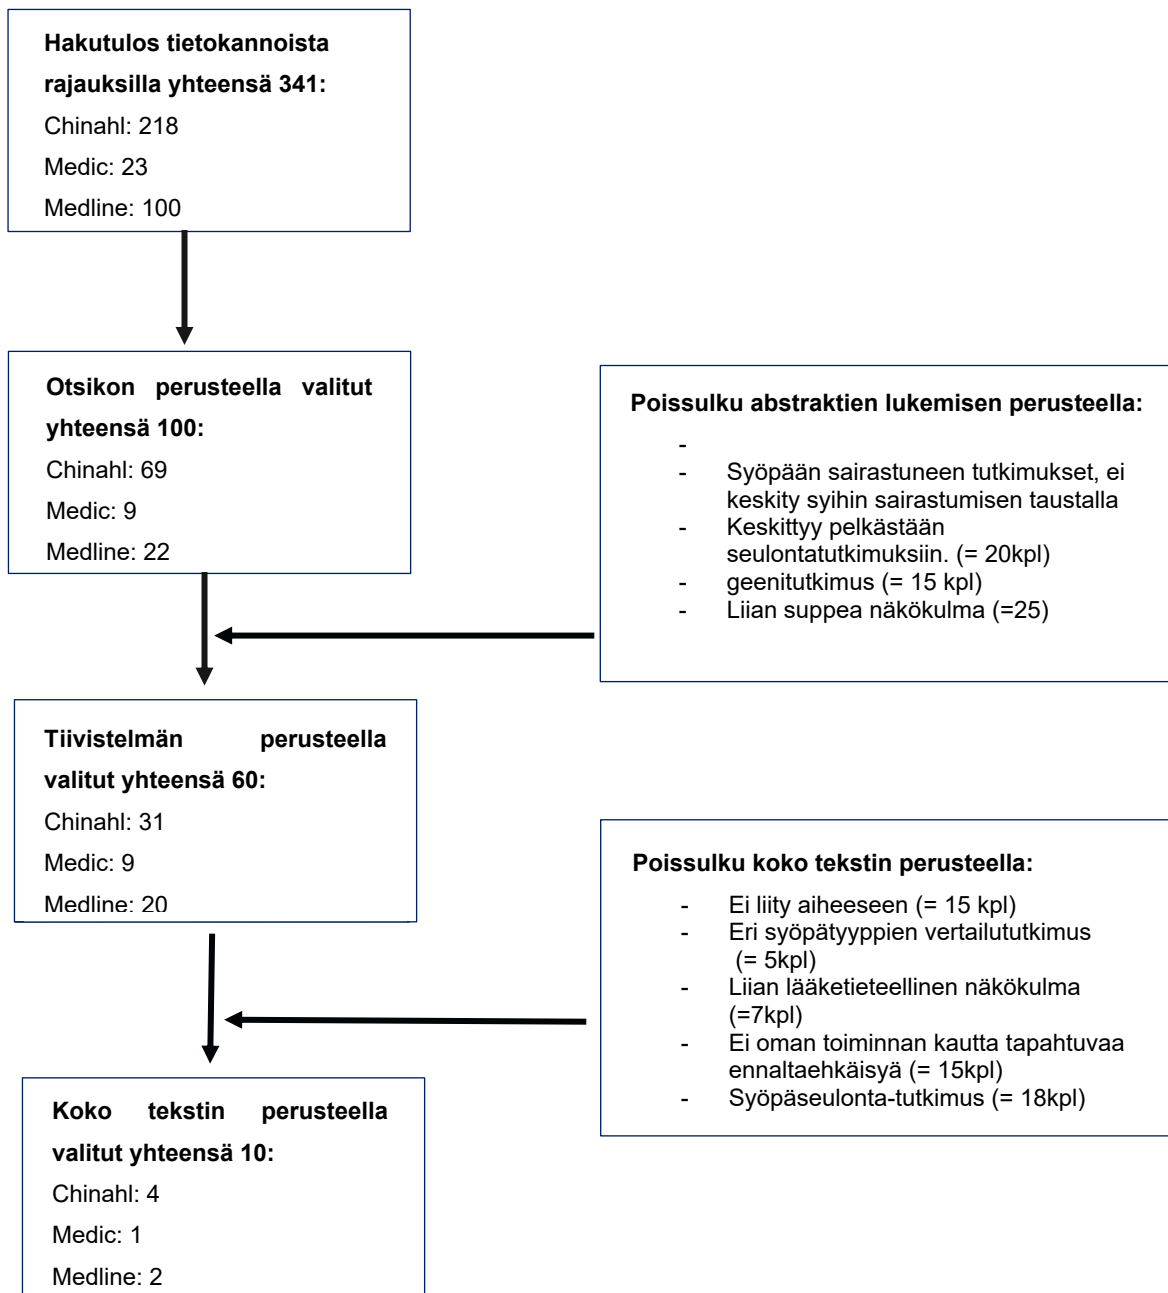 Hakutulos tietokannoista
rajauksilla yhteensä 341:
Chinahl: 218
Medic: 23
Medline: 100
Otsikon perusteella valitut
yhteensä 100:
Chinahl: 69
Medic: 9
Medline: 22
Poissulku abstraktien lukemisen perusteella:
-
- Syöpään sairastuneen tutkimukset, ei
keskity syihin sairastumisen taustalla
- Keskittyy pelkästään
seulontatutkimuksiin. (= 20kpl)
- geenitutkimus (= 15 kpl)
- Liian suppea näkökulma (=25)
Tiivistelmän perusteella
valitut yhteensä 60:
Chinahl: 31
Medic: 9
Medline: 20
Poissulku koko tekstin perusteella:
- Ei liity aiheeseen (= 15 kpl)
- Eri syöpätyyppien vertailututkimus
(= 5kpl)
- Liian lääketieteellinen näkökulma
(=7kpl)
- Ei oman toiminnan kautta tapahtuvaa
ennaltaehkäisyä (= 15kpl)
- Syöpäseulonta-tutkimus (= 18kpl)
Koko tekstin perusteella
valitut yhteensä 10:
Chinahl: 4
Medic: 1
Medline: 2